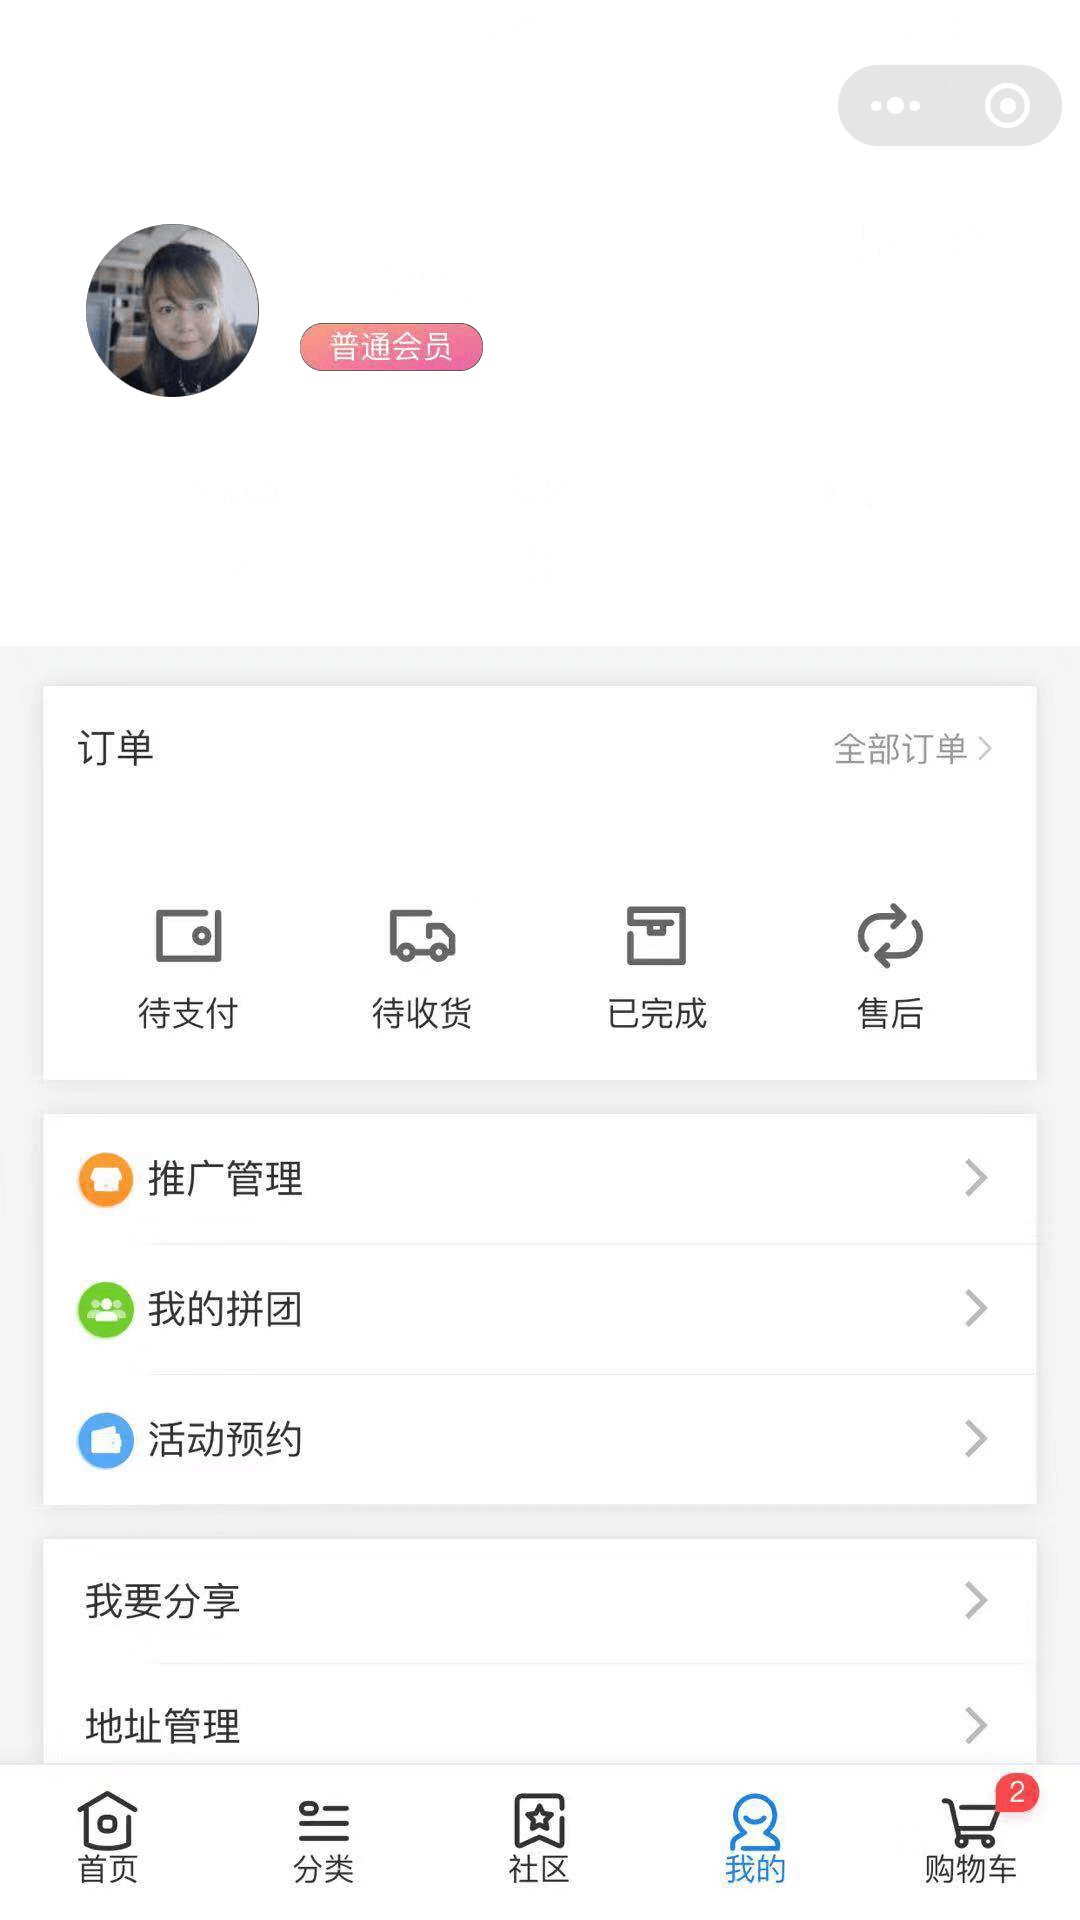 普通会员
订单 全部订单
待支付 待收货 已完成 售后
推广管理
我的拼团
活动预约
我要分享
地址管理
2
首页 分类 社区 我的 购物车